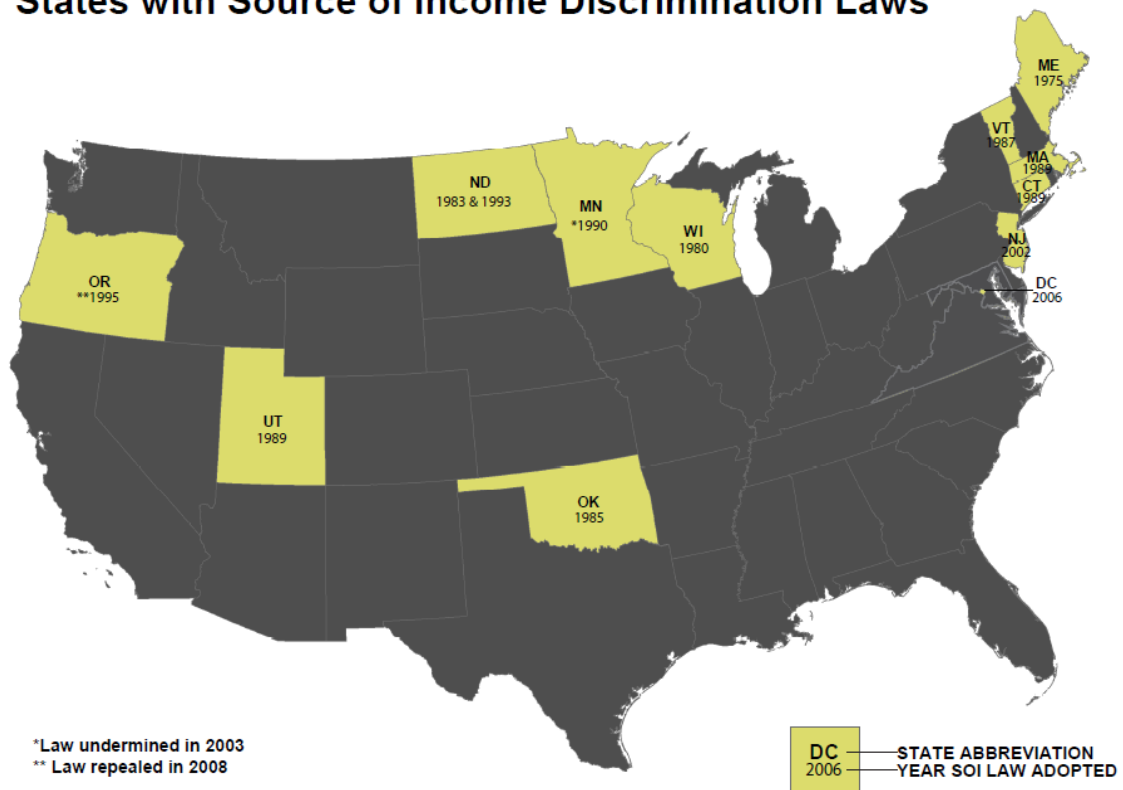 States with Source of Income Discrimination Laws
ME
1975
VT
1987
MA
1989
CT
1989
ND
1983 & 1993
MN
*1990
WI
1980
NJ
2002
OR
**1995
DC
2006
UT
1989
OK
1985
*Law undermined in 2003
** Law repealed in 2008
DC
2006
STATE ABBREVIATION
YEAR SOI LAW ADOPTED